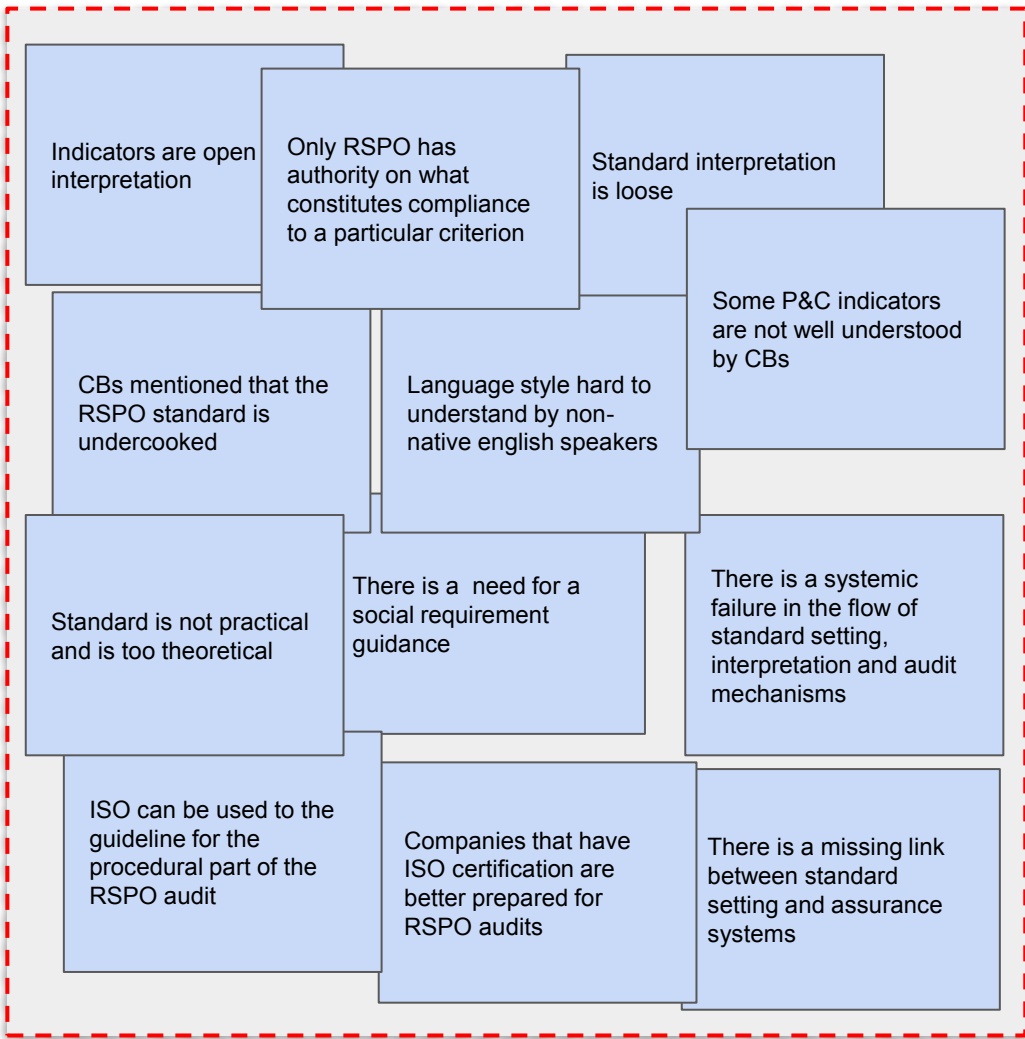 Indicators are open
interpretation
Only RSPO has
authority on what
constitutes compliance
to a particular criterion
Standard interpretation
is loose
Some P&C indicators
are not well understood
by CBs
CBs mentioned that the
RSPO standard is
undercooked
Language style hard to
understand by non-
native english speakers
Standard is not practical
and is too theoretical
There is a  need for a
social requirement
guidance
There is a systemic
failure in the flow of
standard setting,
interpretation and audit
mechanisms
ISO can be used to the
guideline for the
procedural part of the
RSPO audit
Companies that have
ISO certification are
better prepared for
RSPO audits
There is a missing link
between standard
setting and assurance
systems